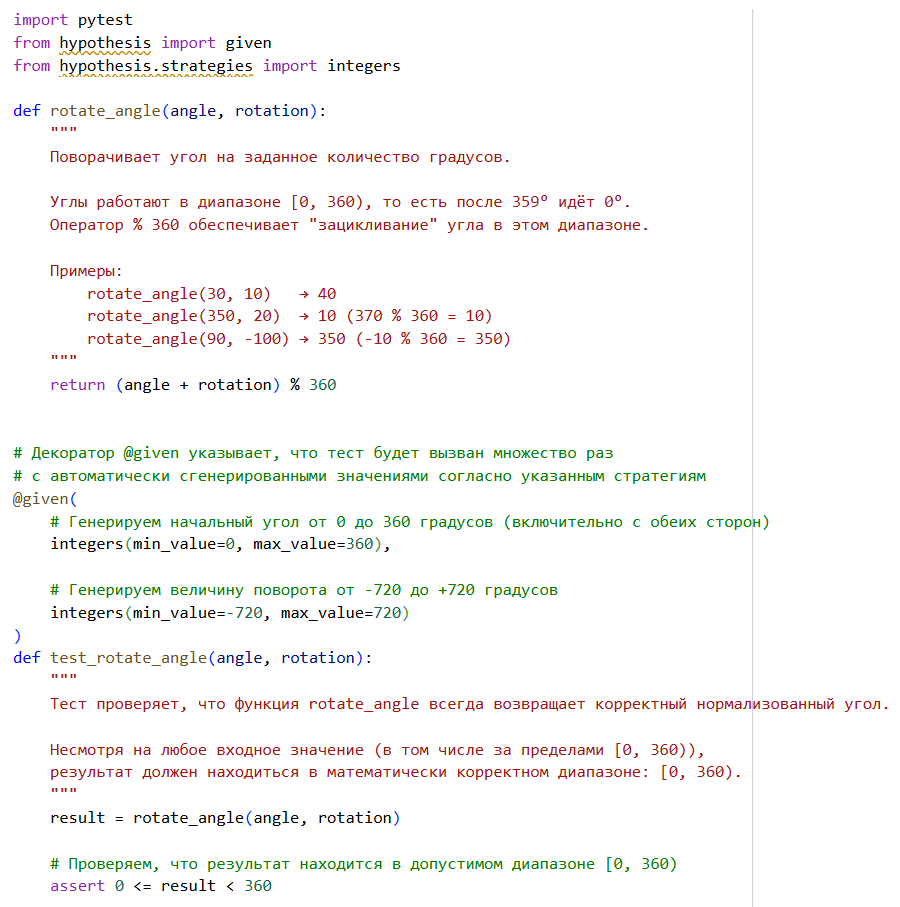 import pytest
from hypothesis import given
from hypothesis.strategies import integers

def rotate_angle(angle, rotation):
    """
    Поворачивает угол на заданное количество градусов.

    Углы работают в диапазоне [0, 360), то есть после 359° идёт 0°.
    Оператор % 360 обеспечивает "зацикливание" угла в этом диапазоне.

    Примеры:
        rotate_angle(30, 10)   → 40
        rotate_angle(350, 20)  → 10 (370 % 360 = 10)
        rotate_angle(90, -100) → 350 (-10 % 360 = 350)
    """
    return (angle + rotation) % 360


# Декоратор @given указывает, что тест будет вызван множество раз
# с автоматически сгенерированными значениями согласно указанным стратегиям
@given(
    # Генерируем начальный угол от 0 до 360 градусов (включительно с обеих сторон)
    integers(min_value=0, max_value=360),

    # Генерируем величину поворота от -720 до +720 градусов
    integers(min_value=-720, max_value=720)
)
def test_rotate_angle(angle, rotation):
    """
    Тест проверяет, что функция rotate_angle всегда возвращает корректный нормализованный угол.

    Несмотря на любое входное значение (в том числе за пределами [0, 360)),
    результат должен находиться в математически корректном диапазоне: [0, 360).
    """
    result = rotate_angle(angle, rotation)

    # Проверяем, что результат находится в допустимом диапазоне [0, 360)
    assert 0 <= result < 360